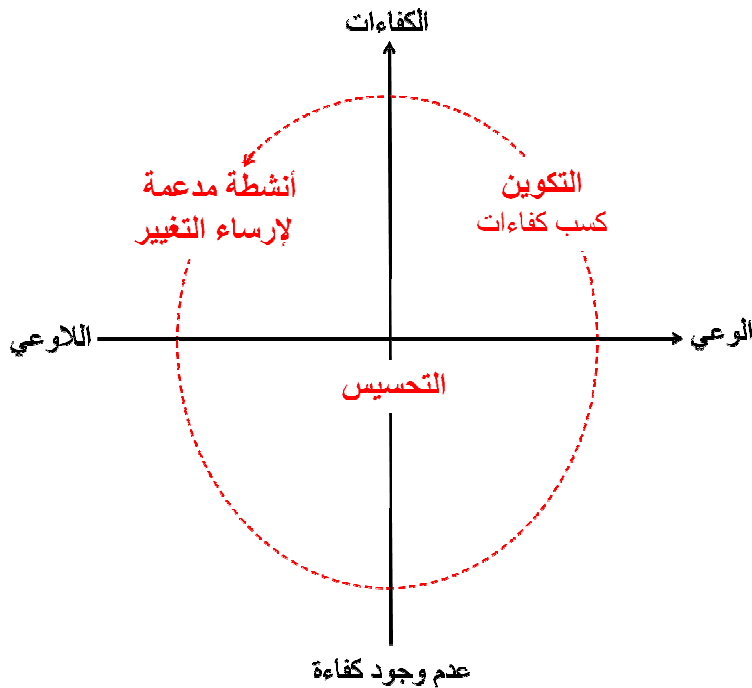 الكفاءات
التكوين
كسب كفاءات
أنشطة مدعمة
لإرساء التغيير
الوعي
اللاوعي
التحسيس
عدم وجود كفاءة